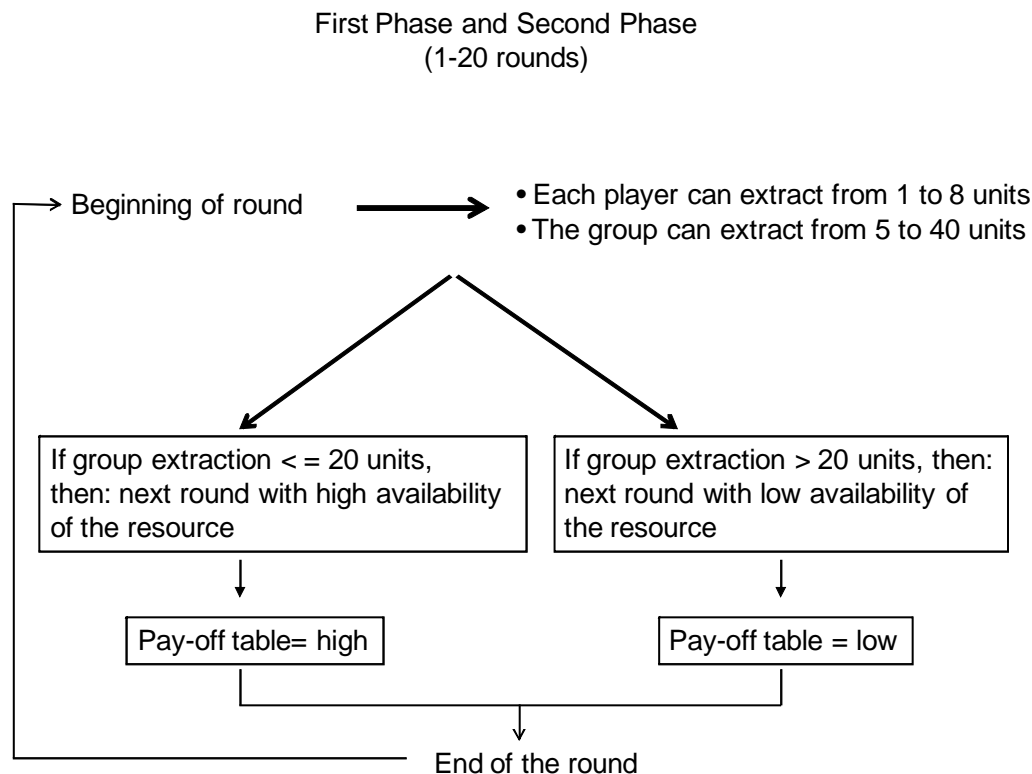 First Phase and Second Phase
(1-20 rounds)
Beginning of round
• Each player can extract from 1 to 8 units
• The group can extract from 5 to 40 units
If group extraction < = 20 units,
then: next round with high availability
of the resource
If group extraction > 20 units, then:
next round with low availability of
the resource
Pay-off table= high
Pay-off table = low
End of the round